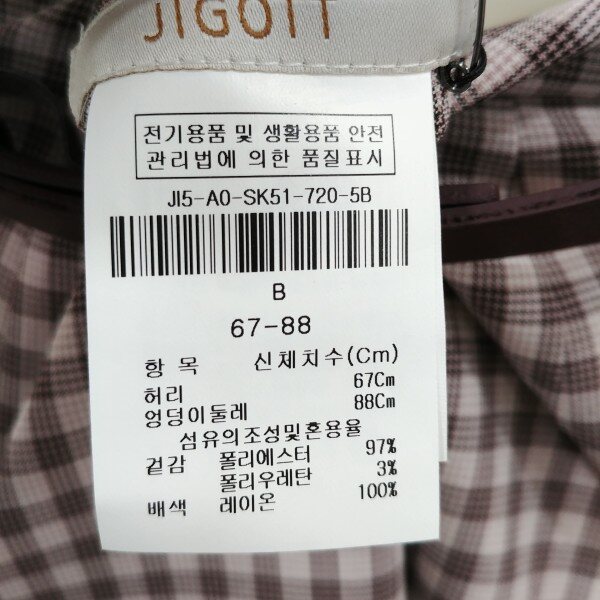 JIGOTT
전기용품 및 생활용품 안전
관리법에 의한 품질표시
JI5-A0-SK51-720-5B
B
67-88
항 목 신체치수(Cm)
허리 67Cm
엉덩이둘레 88Cm
섬유의조성및혼용율
겉감 폴리에스터 97%
폴리우레탄 3%
배색 레이온 100%